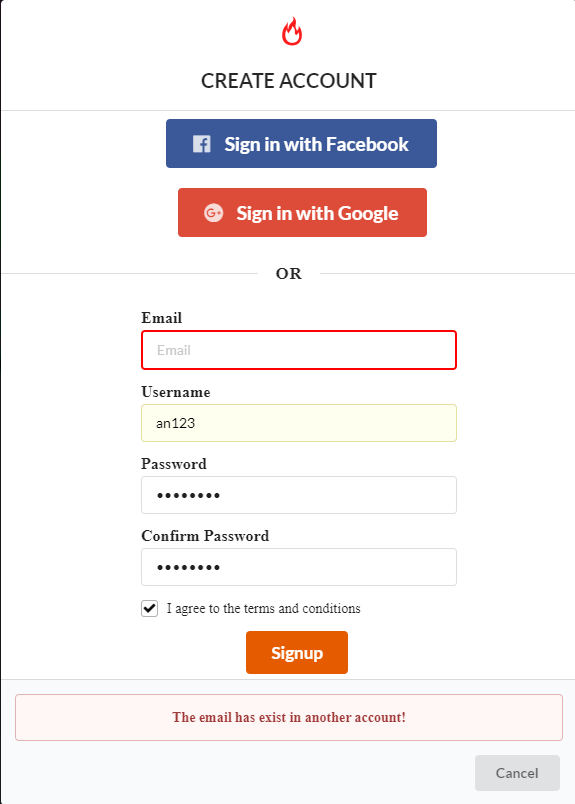 CREATE ACCOUNT
Sign in with Facebook
G+ Sign in with Google
OR
Email
Email
Username
an123
Password
••••••••
Confirm Password
••••••••
I agree to the terms and conditions
Signup
The email has exist in another account!
Cancel